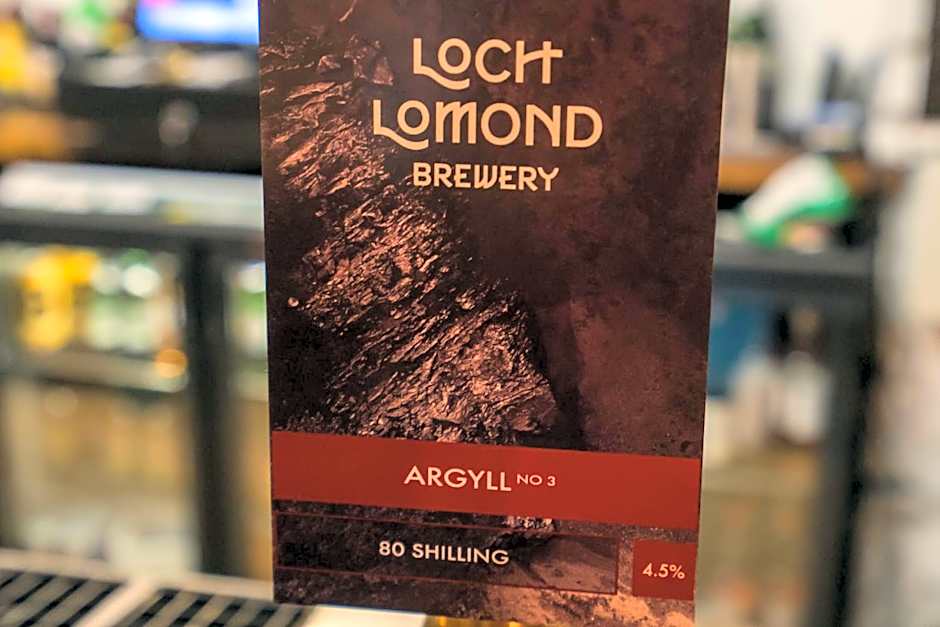 LOCH
LOMOND
BREWERY
ARGYLL NO 3
80 SHILLING
4.5%